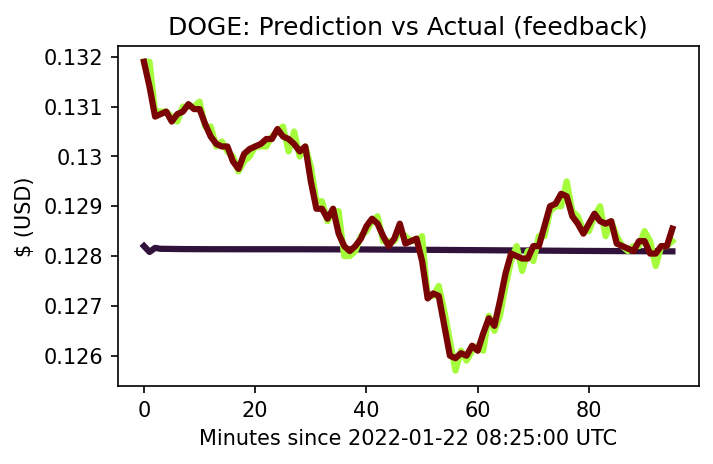 DOGE: Prediction vs Actual (feedback)
0.132
0.131
0.13
0.129
0.128
0.127
0.126
$ (USD)
0 20 40 60 80
Minutes since 2022-01-22 08:25:00 UTC